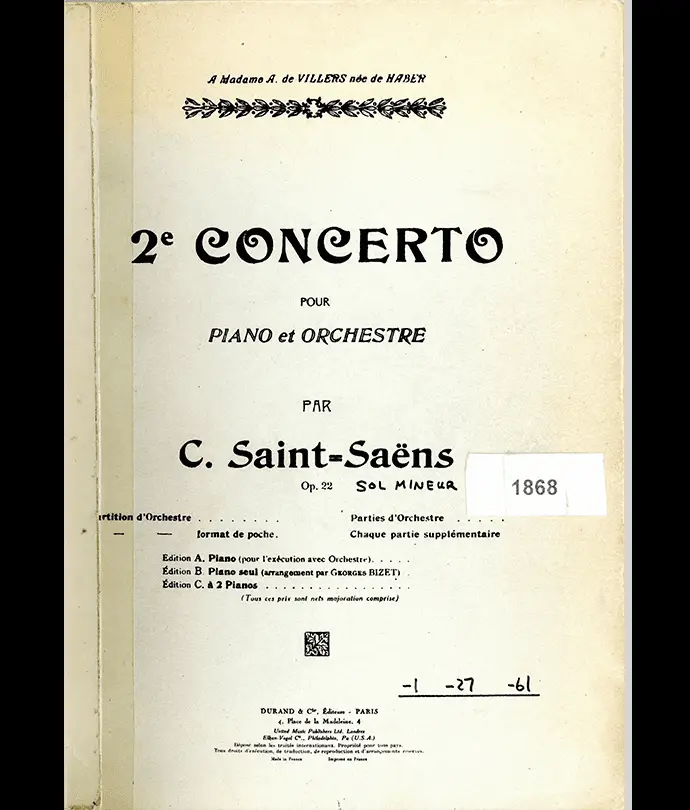 A Madame A. de VILLERS née de HABER
2e CONCERTO
POUR
PIANO et ORCHESTRE
PAR
C. Saint=Saëns
Op. 22 SOL MINEUR 1868
rtition d'Orchestre . . . . . . . . Parties d'Orchestre . . . . .
— — format de poche. Chaque partie supplémentaire
Edition A. Piano (pour l'exécution avec Orchestre). . . . .
Édition B. Piano seul (arrangement par GEORGES BIZET) .
Édition C. à 2 Pianos . . . . . . . . . . . . . . . .
(Tous ces prix sont nets majoration comprise)
-1 -27 -61
DURAND & Cie, Éditeurs - PARIS
4, Place de la Madeleine, 4
United Music Publishers Ltd. Londres
Elkan-Vogel Co., Philadelphia, Pa (U.S.A.)
Déposé selon les traités internationaux. Propriété pour tous pays.
Tous droits d'exécution, de traduction, de reproduction et d'arrangements réservés.
Made in France Imprimé en France